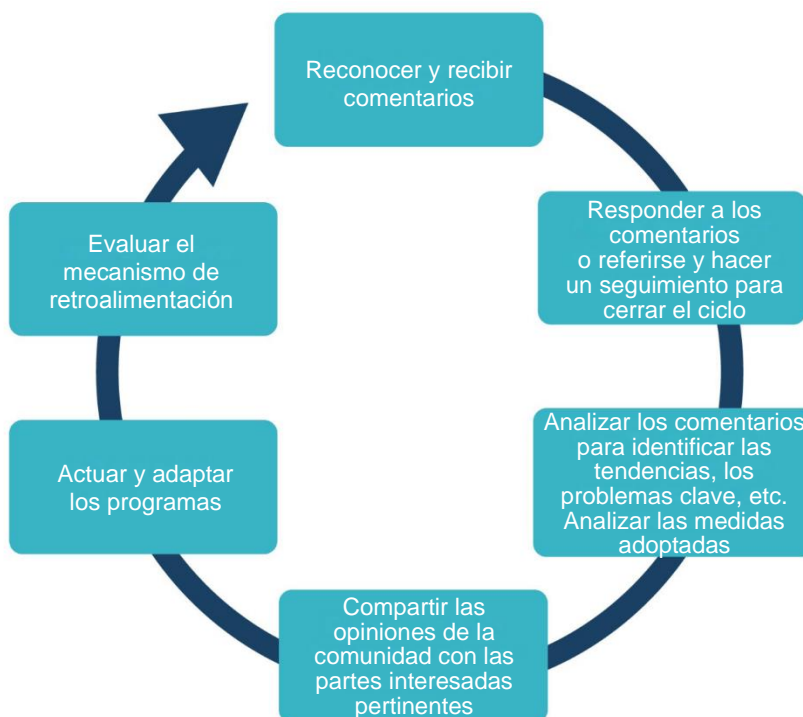 Reconocer y recibir
comentarios
Responder a los
comentarios
o referirse y hacer
un seguimiento para
cerrar el ciclo
Analizar los comentarios
para identificar las
tendencias, los
problemas clave, etc.
Analizar las medidas
adoptadas
Compartir las
opiniones de la
comunidad con las
partes interesadas
pertinentes
Actuar y adaptar
los programas
Evaluar el
mecanismo de
retroalimentación